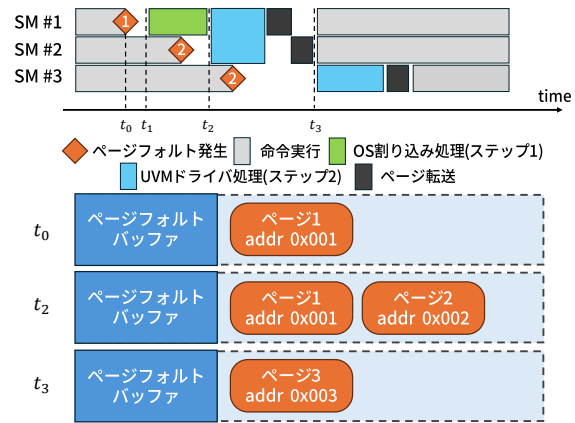 SM #1
1
SM #2
2
SM #3
2
time
t0 t1 t2 t3
ページフォルト発生 命令実行 OS割り込み処理(ステップ1)
UVMドライバ処理(ステップ2) ページ転送
t0
ページフォルト
バッファ
ページ1
addr 0x001
t2
ページフォルト
バッファ
ページ1
addr 0x001
ページ2
addr 0x002
t3
ページフォルト
バッファ
ページ3
addr 0x003